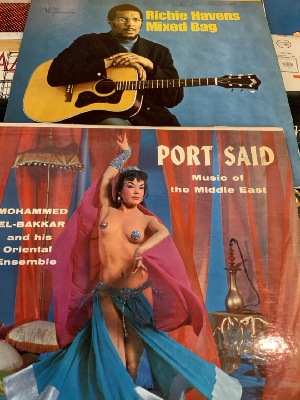 Richie Havens
Mixed Bag
PORT SAID
Music of
the Middle East
MOHAMMED
EL-BAKKAR
and his
Oriental
Ensemble